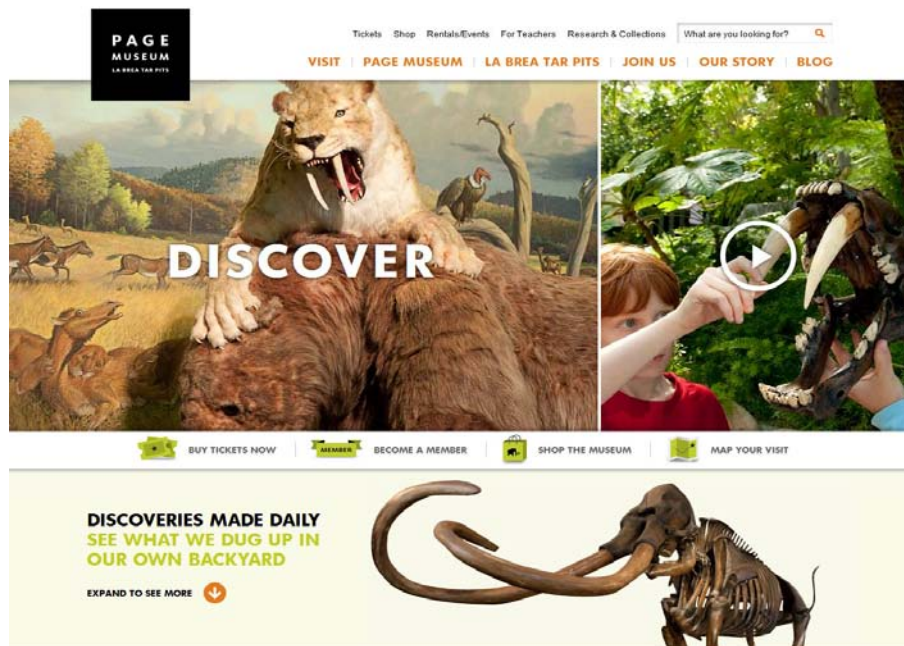 PAGE
MUSEUM
LA BREA TAR PITS
Tickets Shop Rentals/Events For Teachers Research & Collections What are you looking for?
VISIT PAGE MUSEUM LA BREA TAR PITS JOIN US OUR STORY BLOG
DISCOVER
BUY TICKETS NOW MEMBER BECOME A MEMBER SHOP THE MUSEUM MAP YOUR VISIT
DISCOVERIES MADE DAILY
SEE WHAT WE DUG UP IN
OUR OWN BACKYARD
EXPAND TO SEE MORE